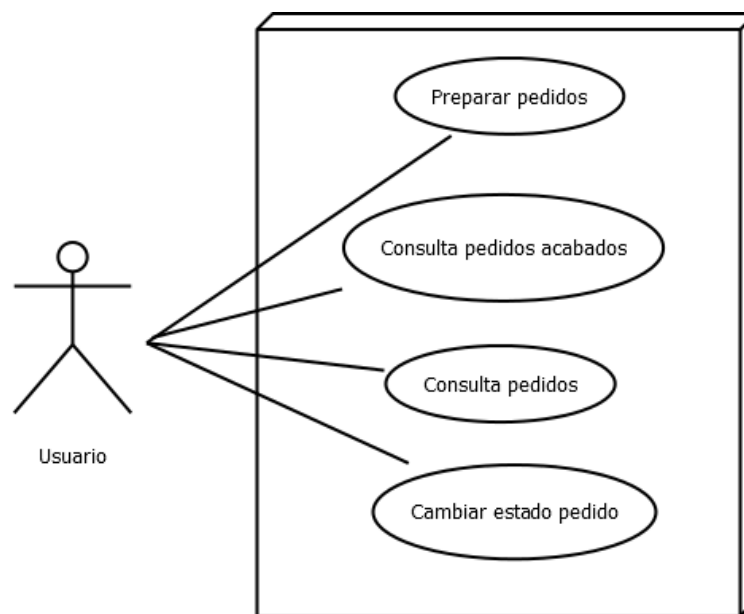 Preparar pedidos
Consulta pedidos acabados
Consulta pedidos
Usuario
Cambiar estado pedido